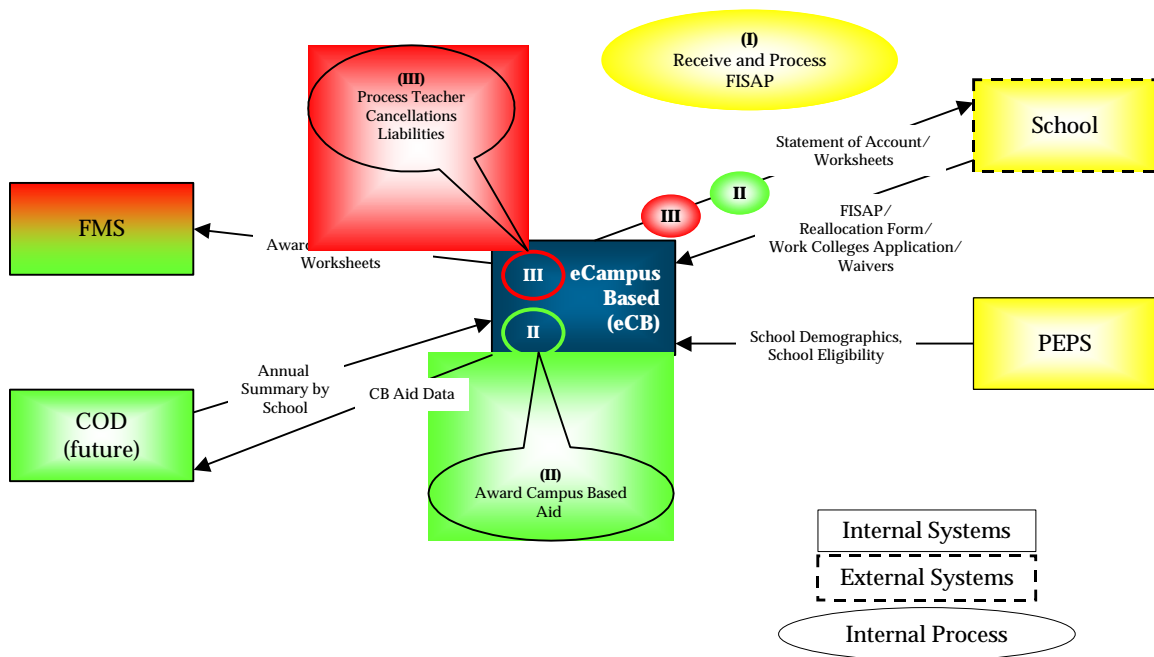 (I)
Receive and Process
FISAP
(III)
Process Teacher
Cancellations
Liabilities
School
Statement of Account/
Worksheets
II
III
FMS
FISAP/
Reallocation Form/
Work Colleges Application/
Waivers
Worksheets
III
eCampus
Based
(eCB)
II
School Demographics,
School Eligibility
PEPS
Annual
Summary by
School
CB Aid Data
COD
(future)
(II)
Award Campus Based
Aid
Internal Systems
External Systems
Internal Process